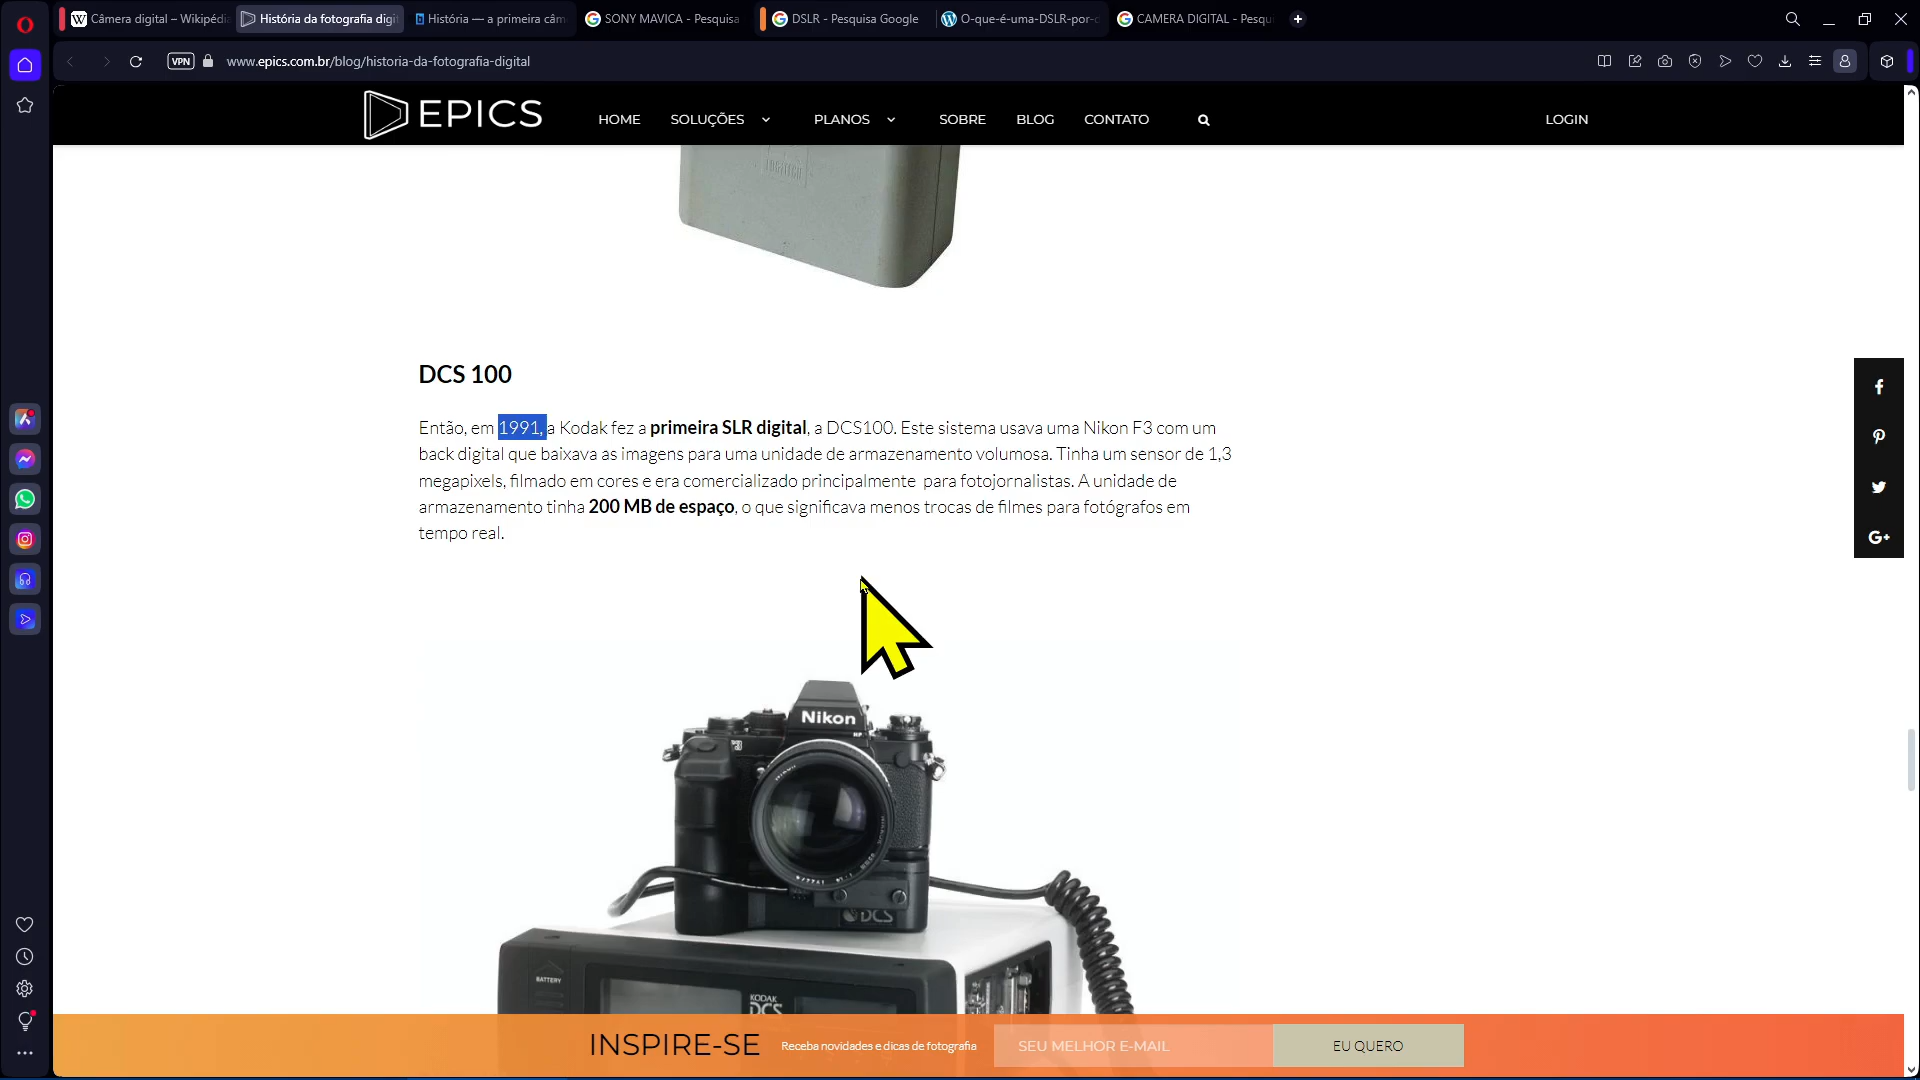 Câmera digital – Wikipédi
História da fotografia digit
História — a primeira câm
SONY MAVICA - Pesquisa
DSLR - Pesquisa Google
O-que-é-uma-DSLR-por-d
CAMERA DIGITAL - Pesqu
VPN
www.epics.com.br/blog/historia-da-fotografia-digital
EPICS
HOME
SOLUÇÕES
PLANOS
SOBRE
BLOG
CONTATO
LOGIN
DCS 100
Então, em 1991, a Kodak fez a primeira SLR digital, a DCS100. Este sistema usava uma Nikon F3 com um
back digital que baixava as imagens para uma unidade de armazenamento volumosa. Tinha um sensor de 1,3
megapixels, filmado em cores e era comercializado principalmente  para fotojornalistas. A unidade de
armazenamento tinha 200 MB de espaço, o que significava menos trocas de filmes para fotógrafos em
tempo real.
Nikon
HP
F3
DCS
BATTERY
KODAK
DCS
INSPIRE-SE
Receba novidades e dicas de fotografia
SEU MELHOR E-MAIL
EU QUERO
G+